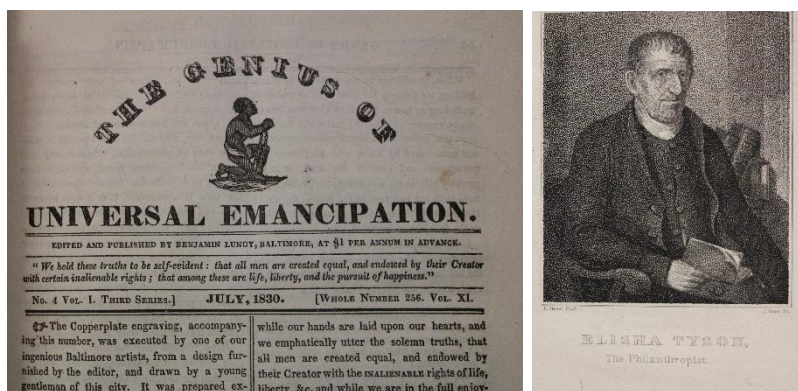 THE GENIUS OF
UNIVERSAL EMANCIPATION.
EDITED AND PUBLISHED BY BENJAMIN LUNDY, BALTIMORE, AT $1 PER ANNUM IN ADVANCE.
"We hold these truths to be self-evident: that all men are created equal, and endowed by their Creator
with certain inalienable rights; that among these are life, liberty, and the pursuit of happiness."
No. 4 VOL. I. THIRD SERIES.] JULY, 1830. [WHOLE NUMBER 256. VOL. XI.
☞The Copperplate engraving, accompany-
ing this number, was executed by one of our
ingenious Baltimore artists, from a design fur-
nished by the editor, and drawn by a young
gentleman of this city. It was prepared ex-
while our hands are laid upon our hearts, and
we emphatically utter the solemn truths, that
all men are created equal, and endowed by
their Creator with the INALIENABLE rights of life,
liberty, &c. and while we are in the full enjoy-
ELISHA TYSON,
The Philanthropist.